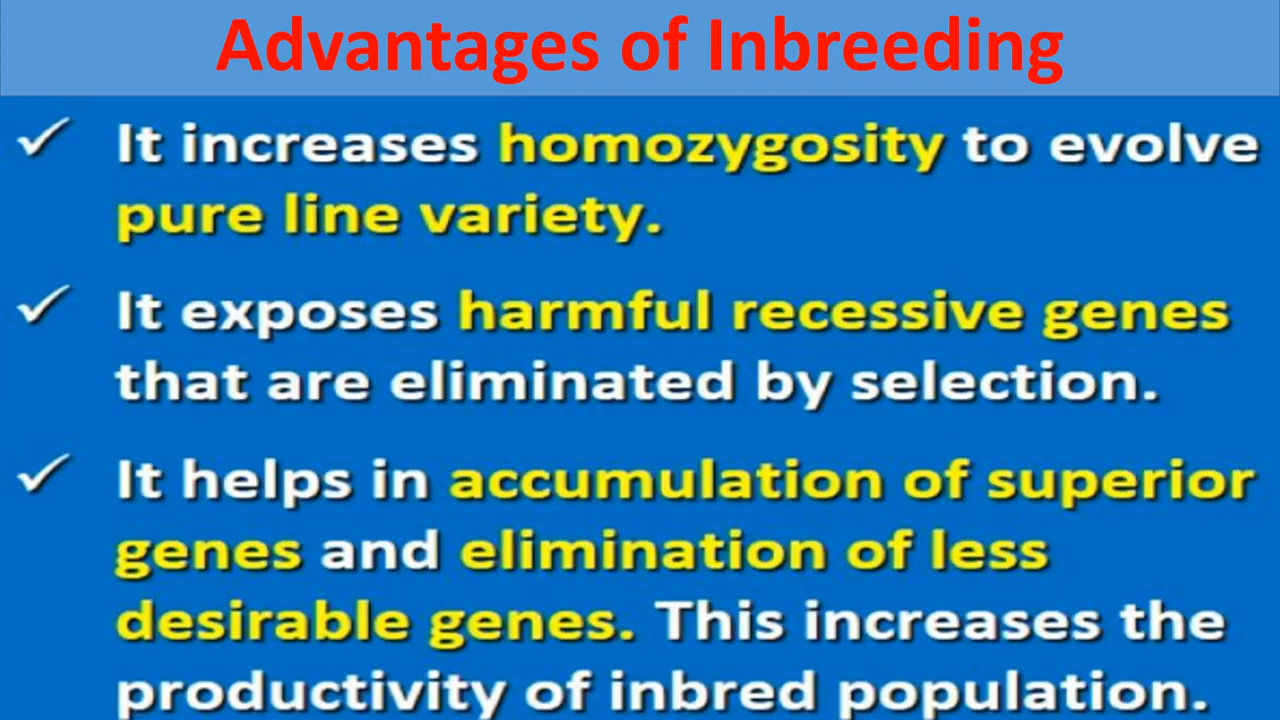 Advantages of Inbreeding
✓ It increases homozygosity to evolve
pure line variety.
✓ It exposes harmful recessive genes
that are eliminated by selection.
✓ It helps in accumulation of superior
genes and elimination of less
desirable genes. This increases the
productivity of inbred population.